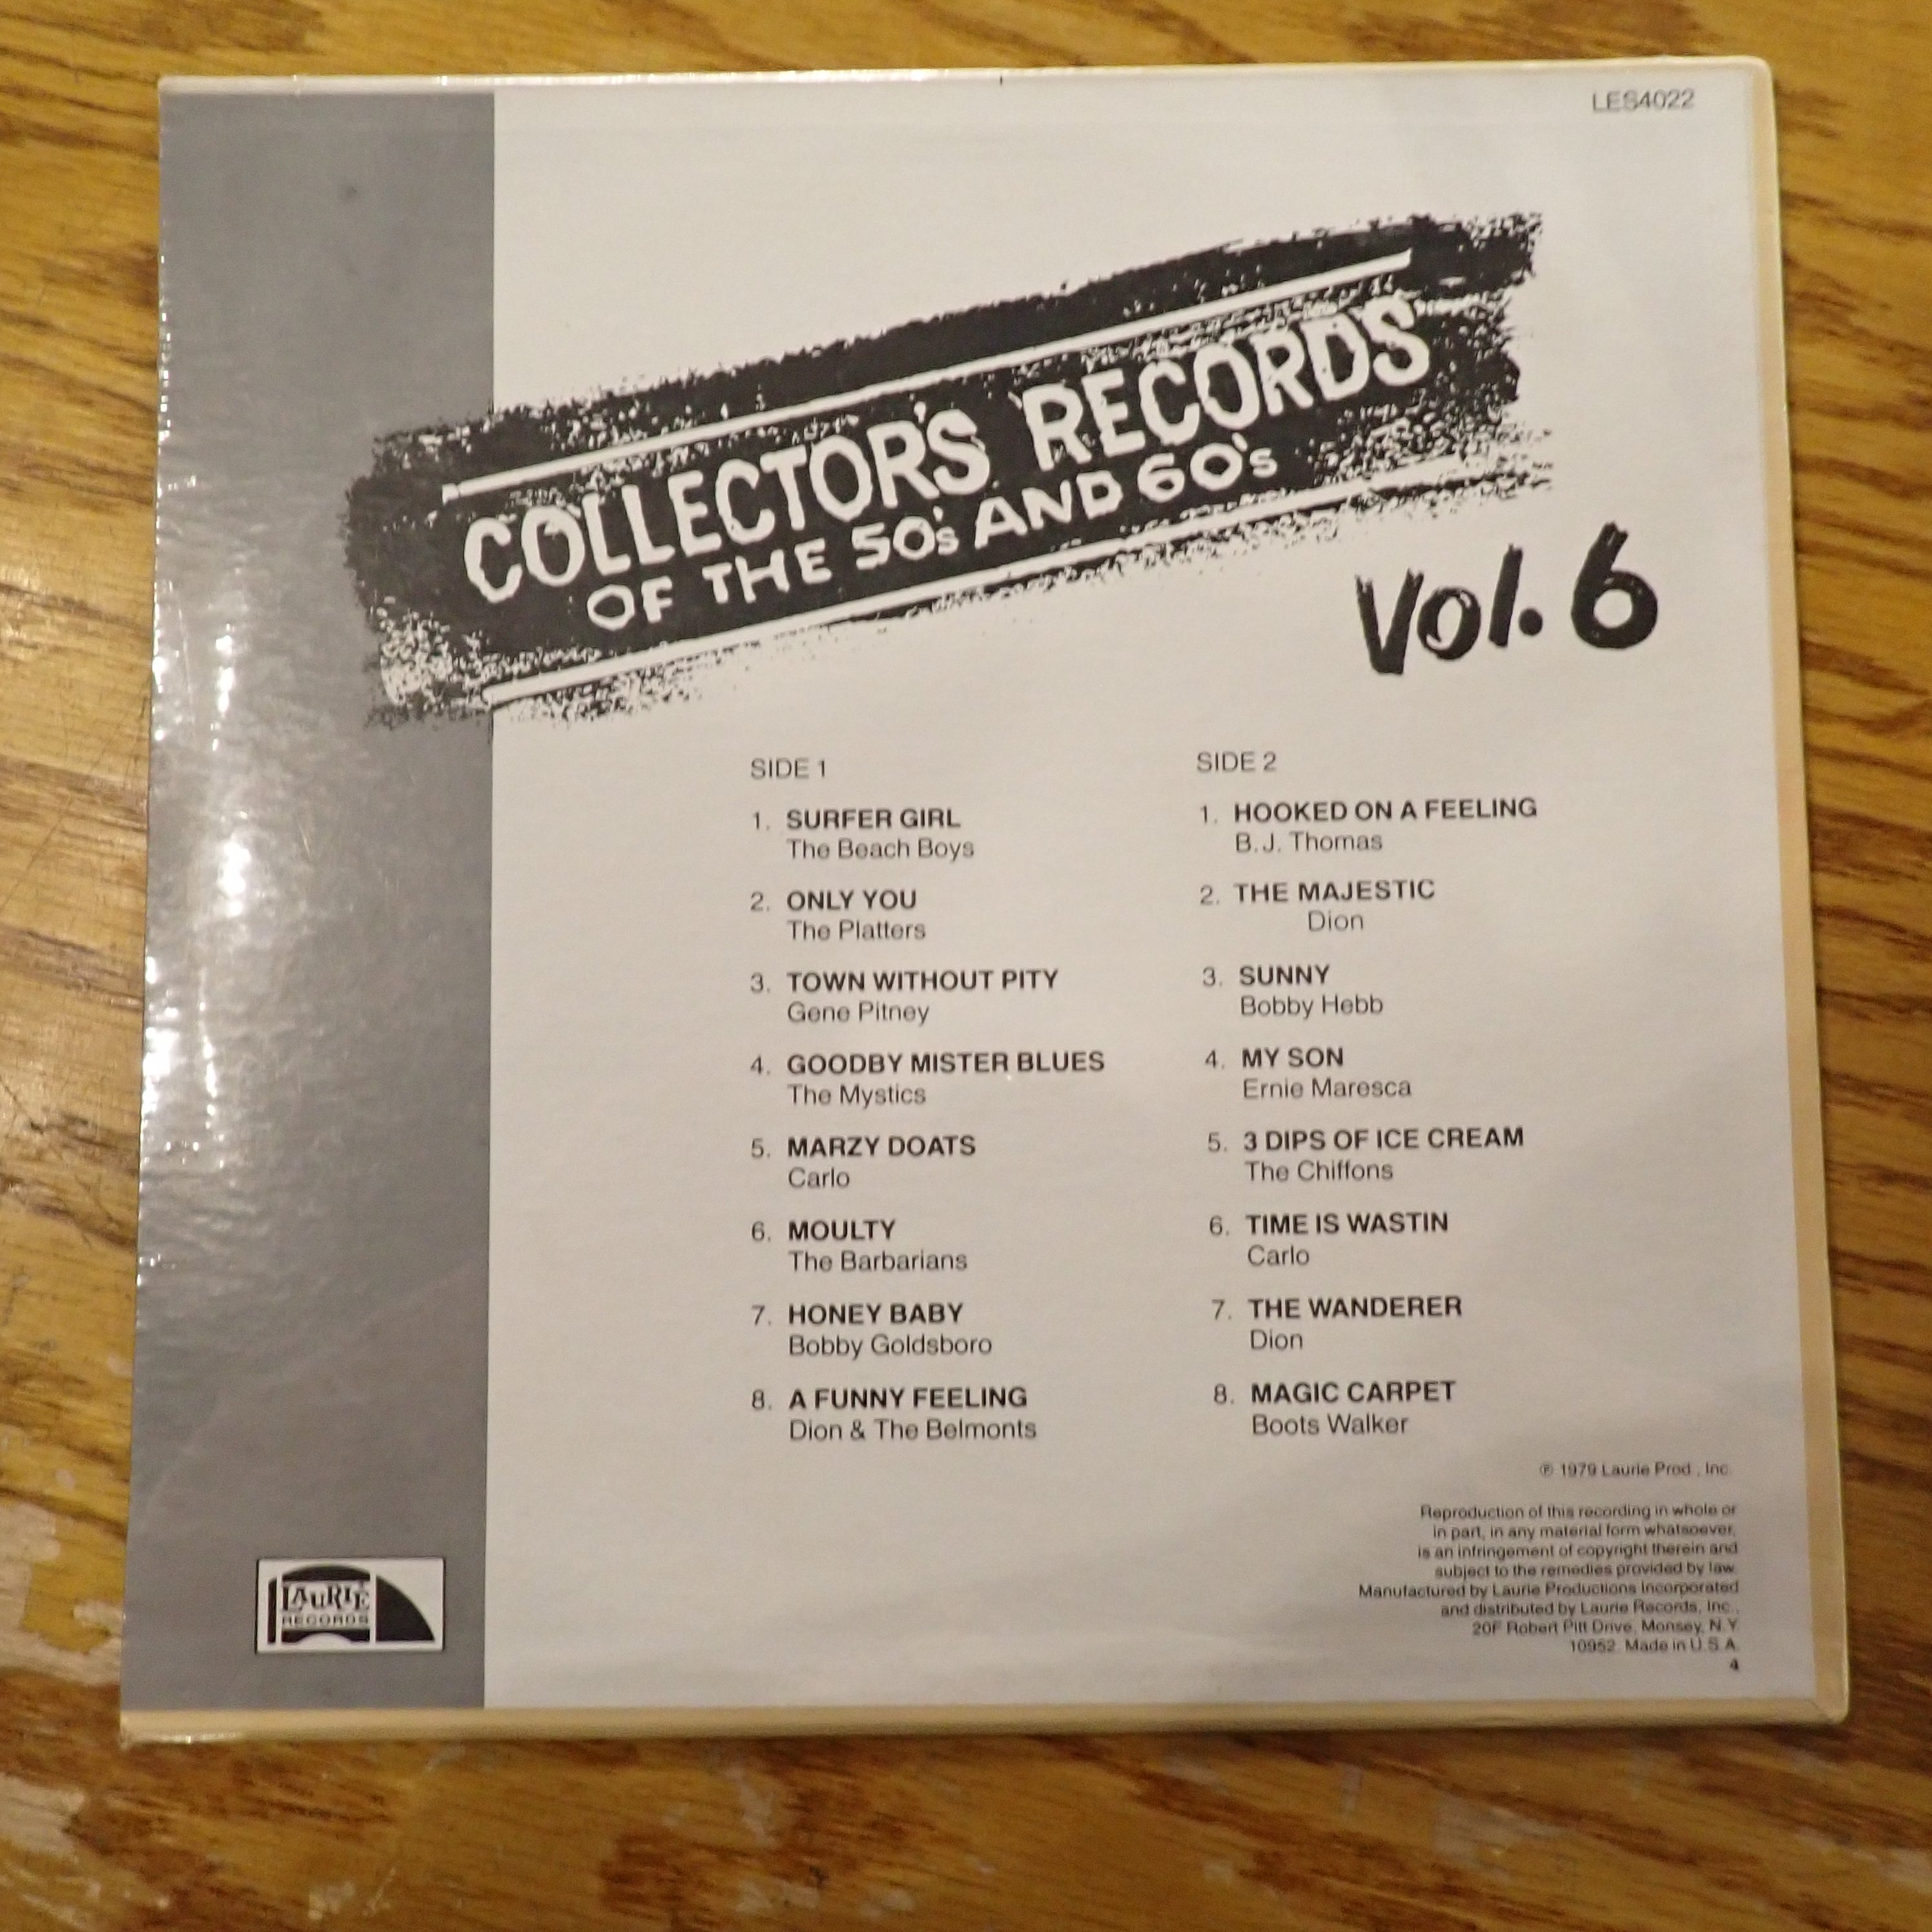 LES4022
COLLECTOR'S RECORDS
OF THE 50's AND 60's
Vol. 6
SIDE 1
1. SURFER GIRL
The Beach Boys
2. ONLY YOU
The Platters
3. TOWN WITHOUT PITY
Gene Pitney
4. GOODBY MISTER BLUES
The Mystics
5. MARZY DOATS
Carlo
6. MOULTY
The Barbarians
7. HONEY BABY
Bobby Goldsboro
8. A FUNNY FEELING
Dion & The Belmonts
SIDE 2
1. HOOKED ON A FEELING
B.J. Thomas
2. THE MAJESTIC
Dion
3. SUNNY
Bobby Hebb
4. MY SON
Ernie Maresca
5. 3 DIPS OF ICE CREAM
The Chiffons
6. TIME IS WASTIN
Carlo
7. THE WANDERER
Dion
8. MAGIC CARPET
Boots Walker
℗ 1979 Laurie Prod., Inc.
Reproduction of this recording in whole or
in part, in any material form whatsoever,
is an infringement of copyright therein and
subject to the remedies provided by law.
Manufactured by Laurie Productions Incorporated
and distributed by Laurie Records, Inc.,
20F Robert Pitt Drive, Monsey, N.Y.
10952. Made in U.S.A.
4
LAURIE
RECORDS